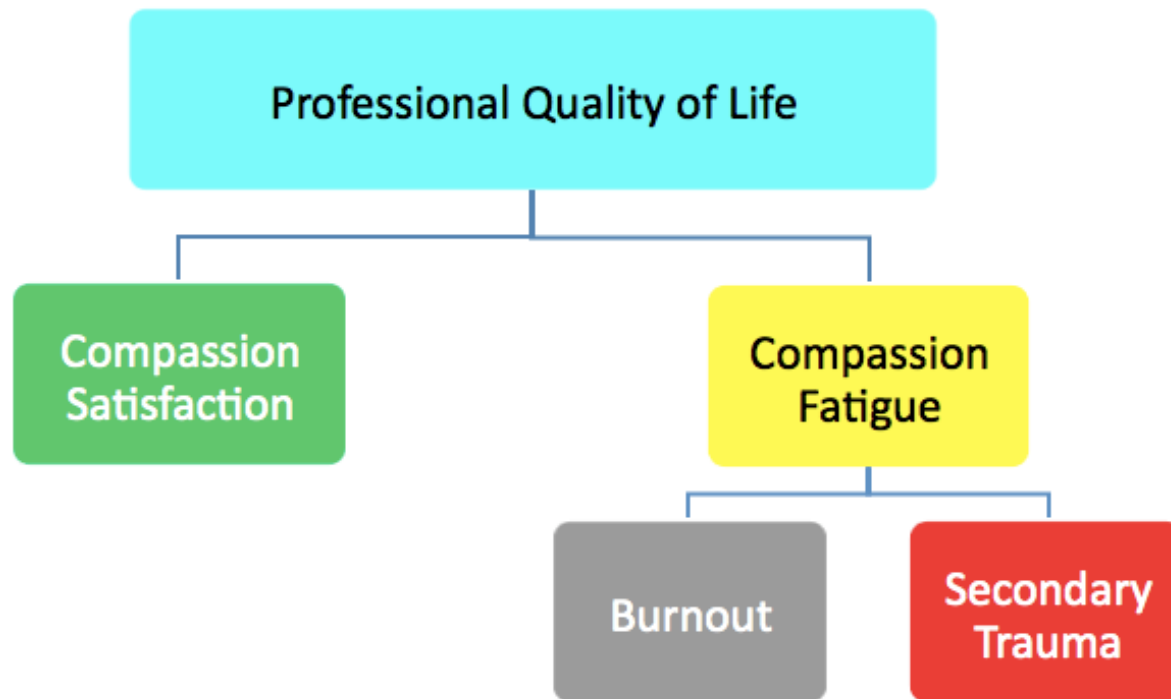 Professional Quality of Life
Compassion
Satisfaction
Compassion
Fatigue
Burnout
Secondary
Trauma